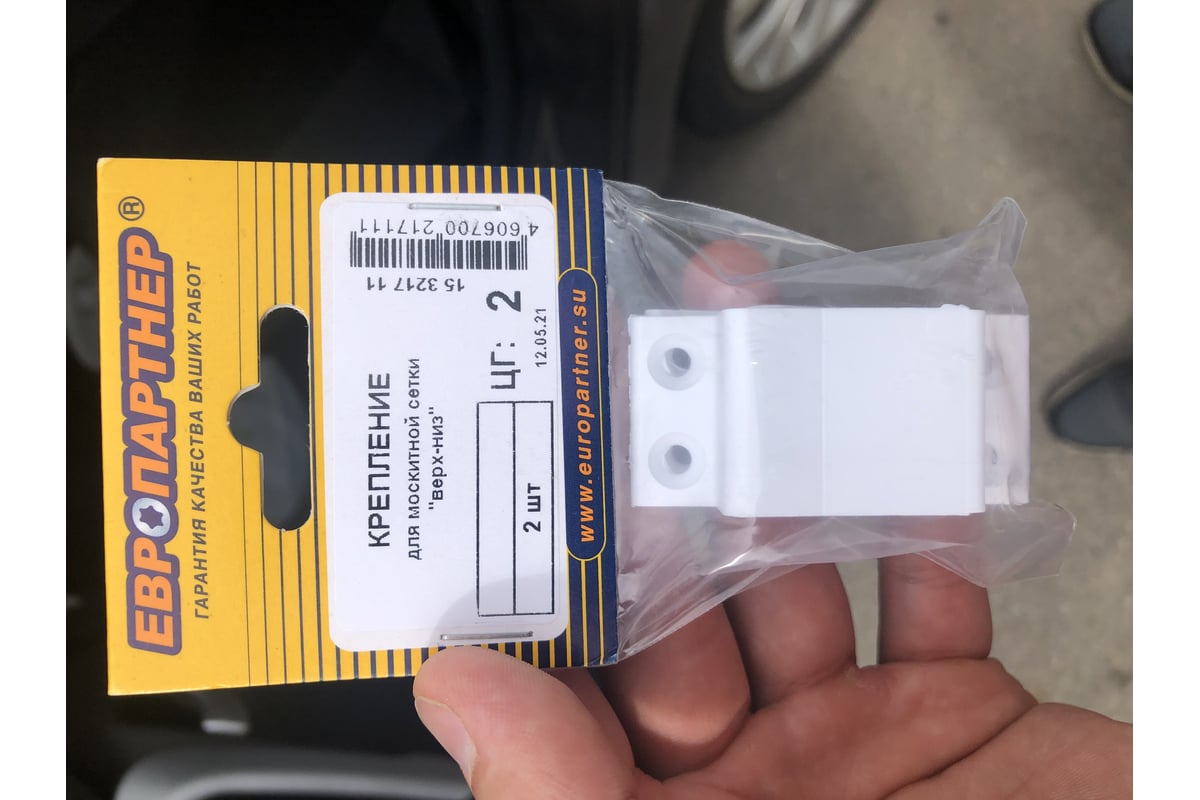 ЕВРОПАРТНЕР®
ГАРАНТИЯ КАЧЕСТВА ВАШИХ РАБОТ
4 606700 217111
15 3217 11
КРЕПЛЕНИЕ
для москитной сетки
"верх-низ"
ЦГ: 2
12.05.21
2 шт
www.europartner.su